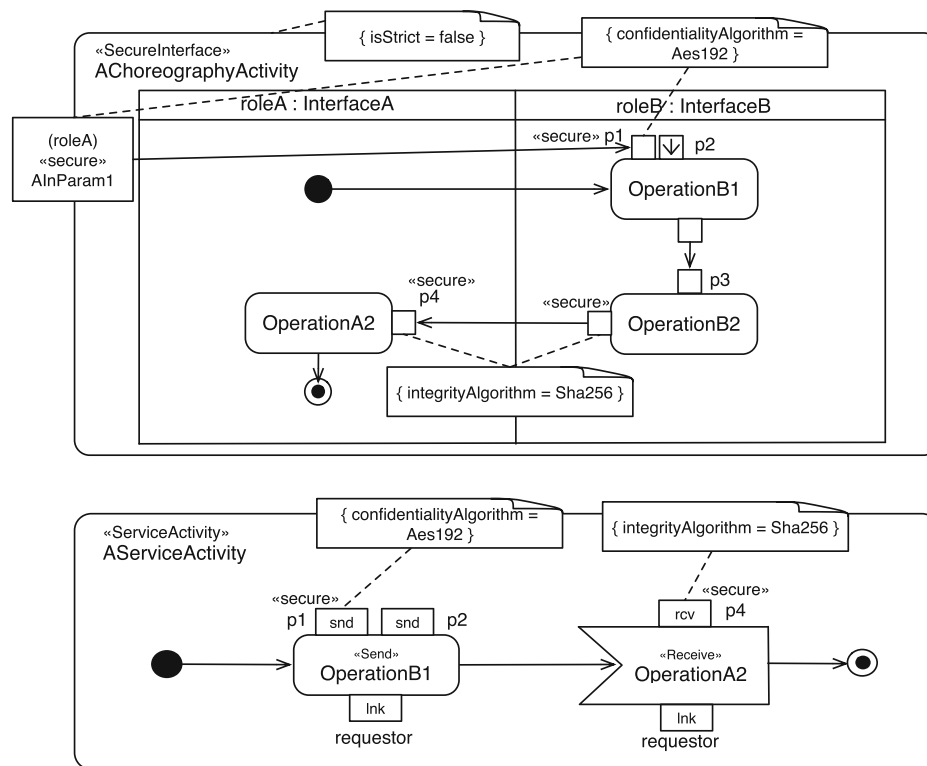 { isStrict = false }
{ confidentialityAlgorithm =
Aes192 }
«SecureInterface»
AChoreographyActivity
roleA : InterfaceA
roleB : InterfaceB
(roleA)
«secure»
AInParam1
«secure» p1
p2
OperationB1
p3
«secure»
p4
«secure»
OperationA2
OperationB2
{ integrityAlgorithm = Sha256 }
«ServiceActivity»
AServiceActivity
{ confidentialityAlgorithm =
Aes192 }
{ integrityAlgorithm = Sha256 }
«secure»
p1
snd
snd
p2
«secure»
rcv
p4
«Send»
OperationB1
«Receive»
OperationA2
lnk
requestor
lnk
requestor